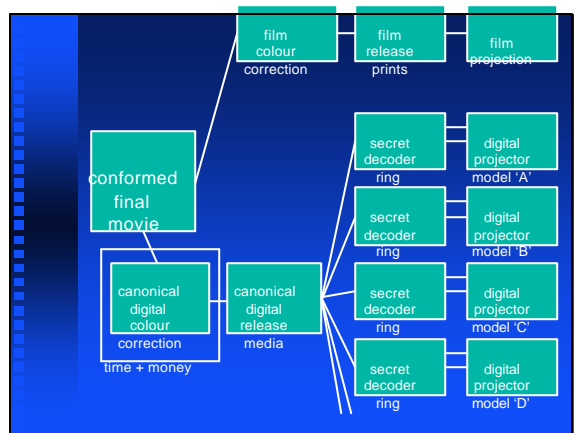 film
colour
correction
film
release
prints
film
projection
conformed
final
movie
secret
decoder
ring
digital
projector
model ‘A’
secret
decoder
ring
digital
projector
model ‘B’
canonical
digital
colour
correction
time + money
canonical
digital
release
media
secret
decoder
ring
digital
projector
model ‘C’
secret
decoder
ring
digital
projector
model ‘D’